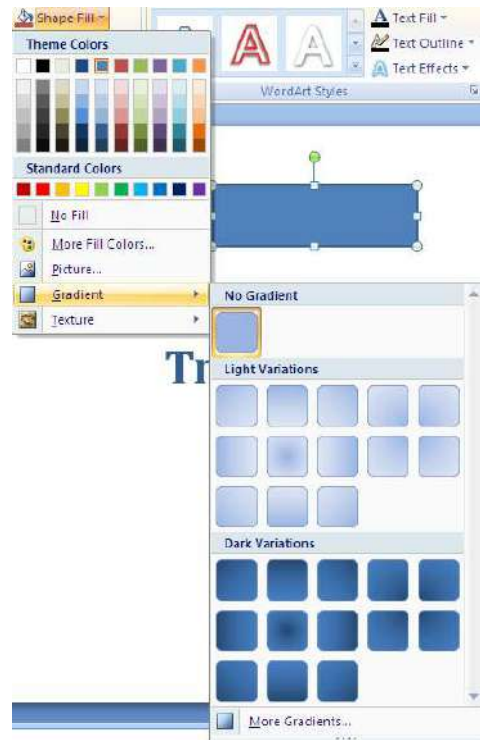 Shape Fill
Text Fill
Text Outline
Text Effects
A A A
WordArt Styles
Theme Colors
Standard Colors
No Fill
More Fill Colors...
Picture...
Gradient
Texture
Tr
No Gradient
Light Variations
Dark Variations
More Gradients...